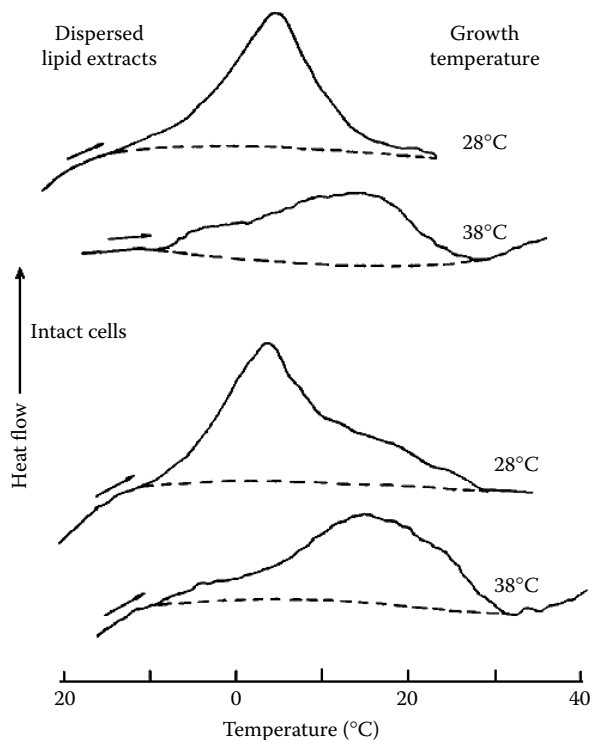 Dispersed
lipid extracts
Growth
temperature
28°C
38°C
Intact cells
28°C
38°C
Heat flow
20
0
20
40
Temperature (°C)